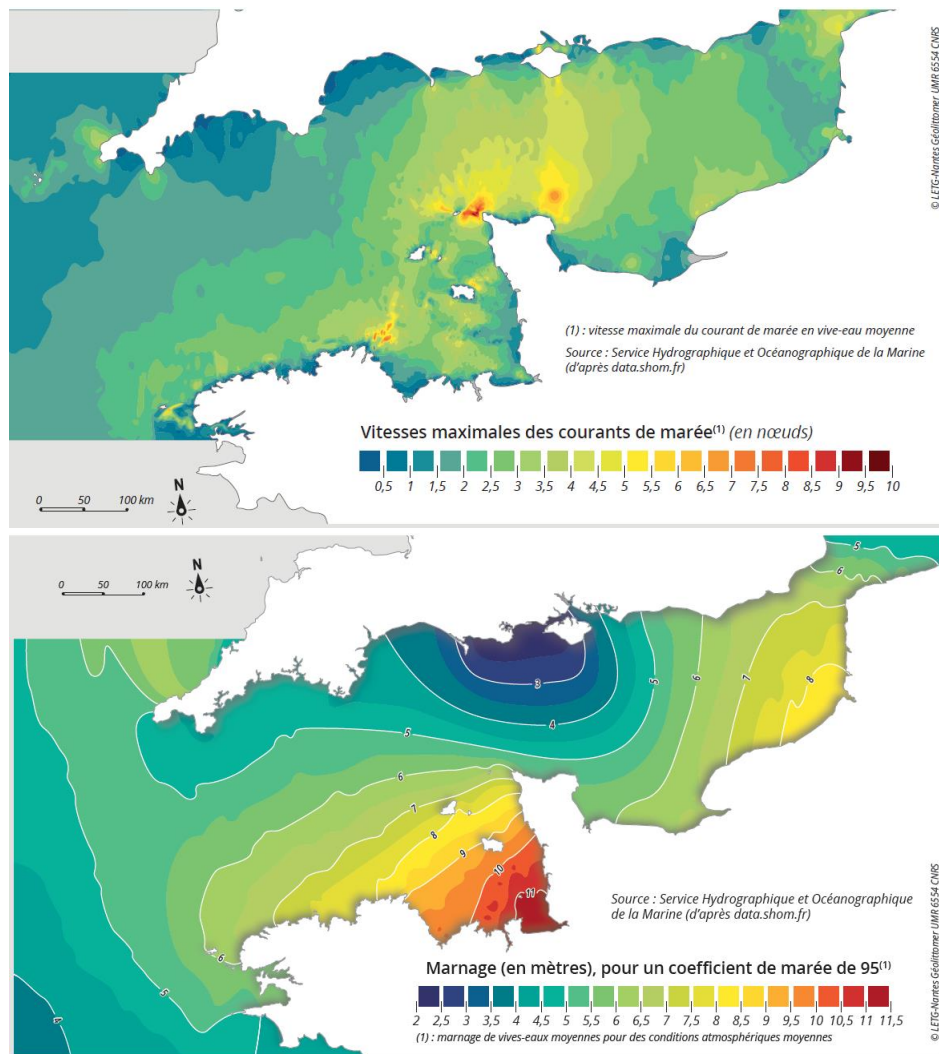 © LETG-Nantes Géolittomer UMR 6554 CNRS
(1) : vitesse maximale du courant de marée en vive-eau moyenne
Source : Service Hydrographique et Océanographique de la Marine
(d'après data.shom.fr)
Vitesses maximales des courants de marée(1) (en nœuds)
0,5 1 1,5 2 2,5 3 3,5 4 4,5 5 5,5 6 6,5 7 7,5 8 8,5 9 9,5 10
N
0 50 100 km
N
0 50 100 km
5
6
3
4
5
6
7
8
5
6
7
8
9
10
11
6
5
4
Source : Service Hydrographique et Océanographique
de la Marine (d'après data.shom.fr)
Marnage (en mètres), pour un coefficient de marée de 95(1)
2 2,5 3 3,5 4 4,5 5 5,5 6 6,5 7 7,5 8 8,5 9 9,5 10 10,5 11 11,5
(1) : marnage de vives-eaux moyennes pour des conditions atmosphériques moyennes
© LETG-Nantes Géolittomer UMR 6554 CNRS